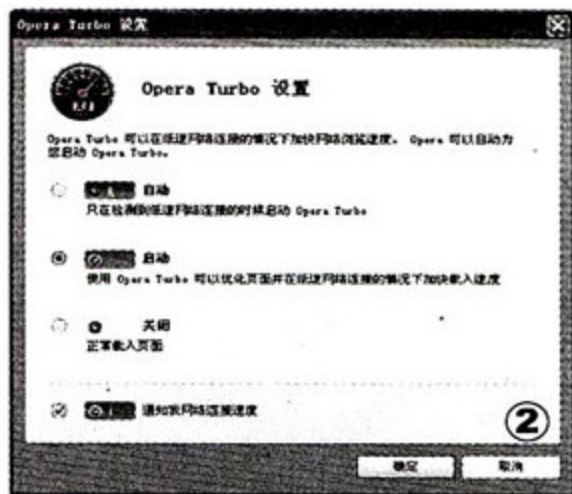 Opera Turbo 设置
Opera Turbo 设置
Opera Turbo 可以在低速网络连接的情况下加快网络浏览速度。 Opera 可以自动为
您启动 Opera Turbo。
自动
只在检测到低速网络连接的时候启动 Opera Turbo
启动
使用 Opera Turbo 可以优化页面并在低速网络连接的情况下加快载入速度
关闭
正常载入页面
通知我网络连接速度
②
确定 取消